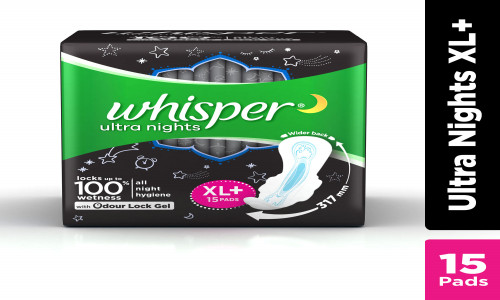 whisper®
ultra nights
Wider back
locks up to
100% wetness
all night hygiene
with Odour Lock Gel
XL+
15 PADS
317 mm
Ultra Nights XL+
15
Pads